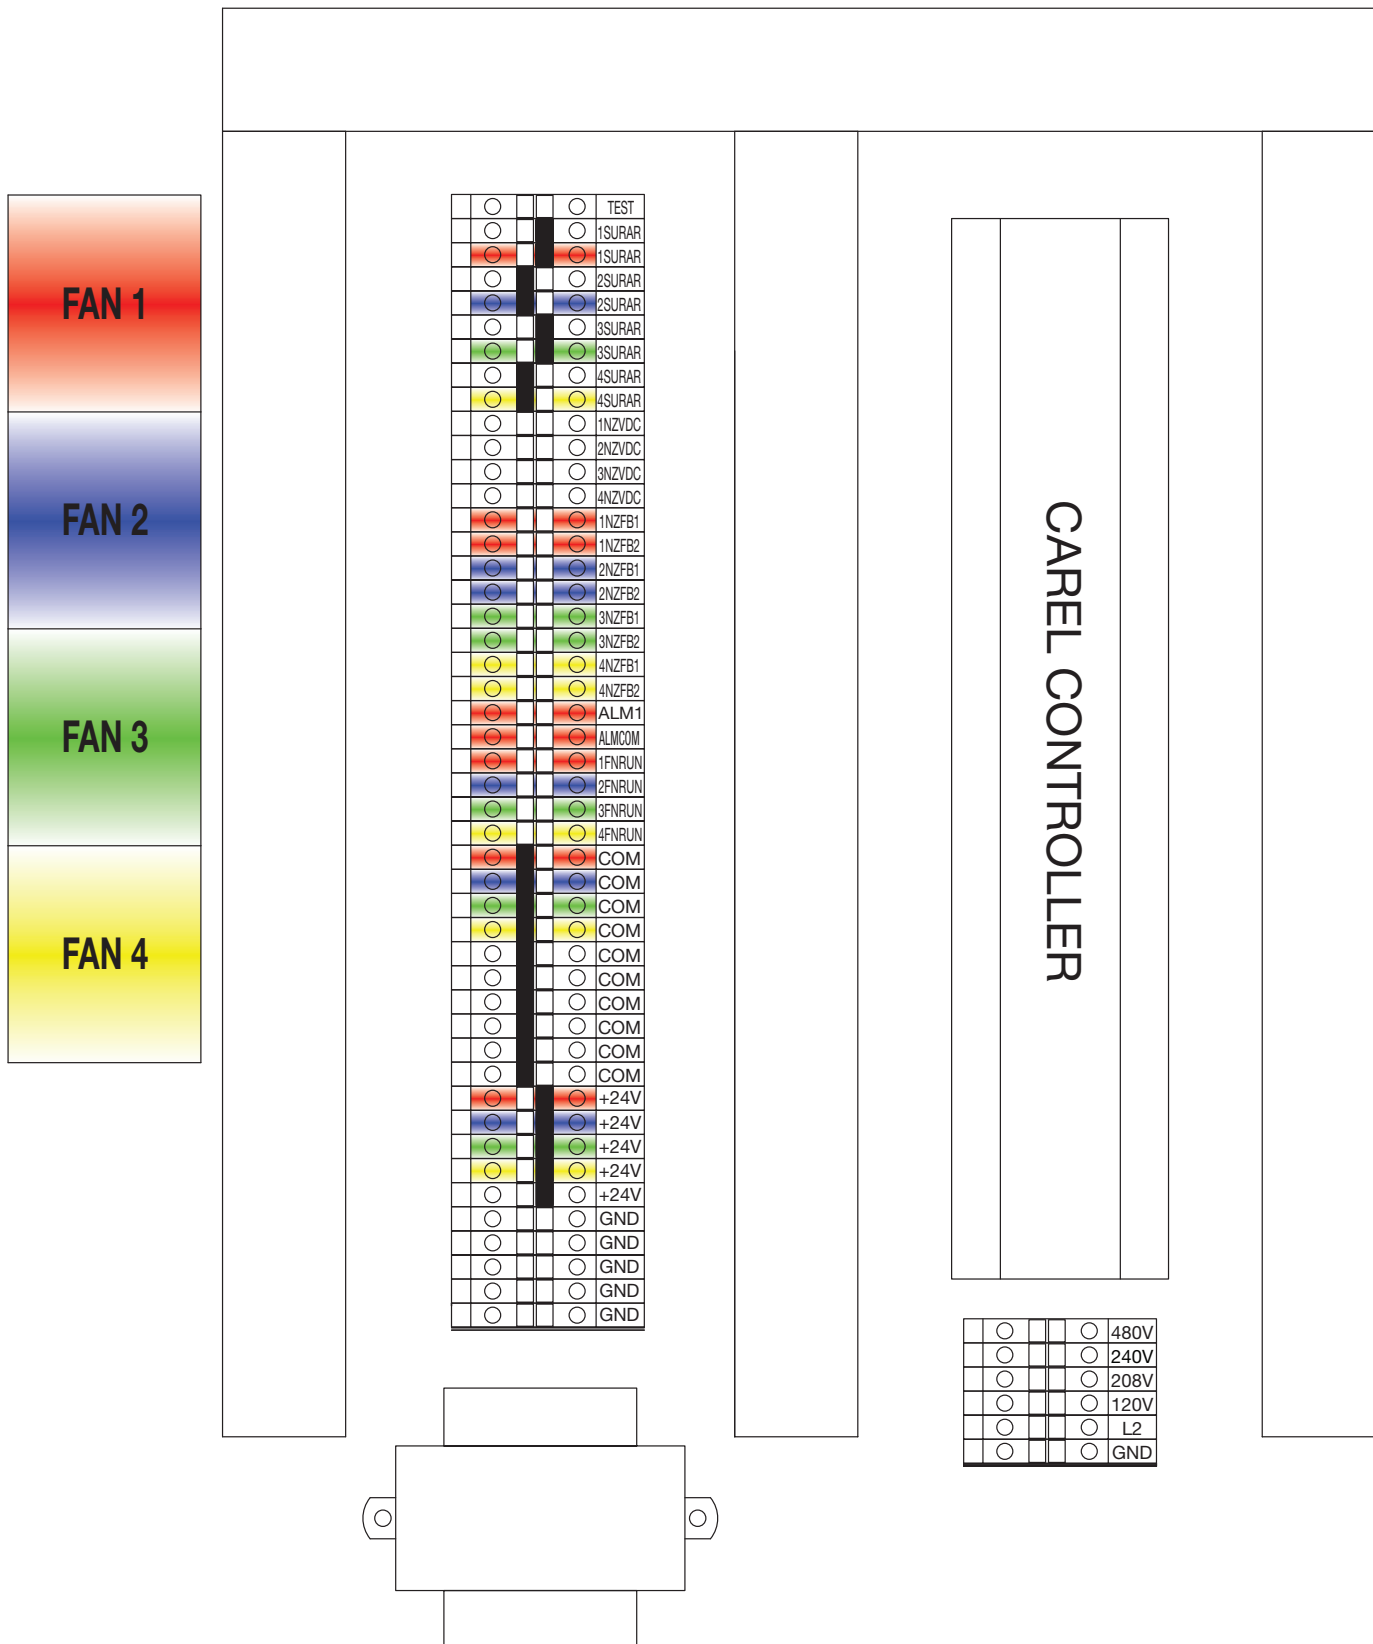 FAN 1
FAN 2
FAN 3
FAN 4
TEST
1SURAR
1SURAR
2SURAR
2SURAR
3SURAR
3SURAR
4SURAR
4SURAR
1NZVDC
2NZVDC
3NZVDC
4NZVDC
1NZFB1
1NZFB2
2NZFB1
2NZFB2
3NZFB1
3NZFB2
4NZFB1
4NZFB2
ALM1
ALMCOM
1FNRUN
2FNRUN
3FNRUN
4FNRUN
COM
COM
COM
COM
COM
COM
COM
COM
COM
COM
+24V
+24V
+24V
+24V
+24V
GND
GND
GND
GND
GND
CAREL CONTROLLER
480V
240V
208V
120V
L2
GND